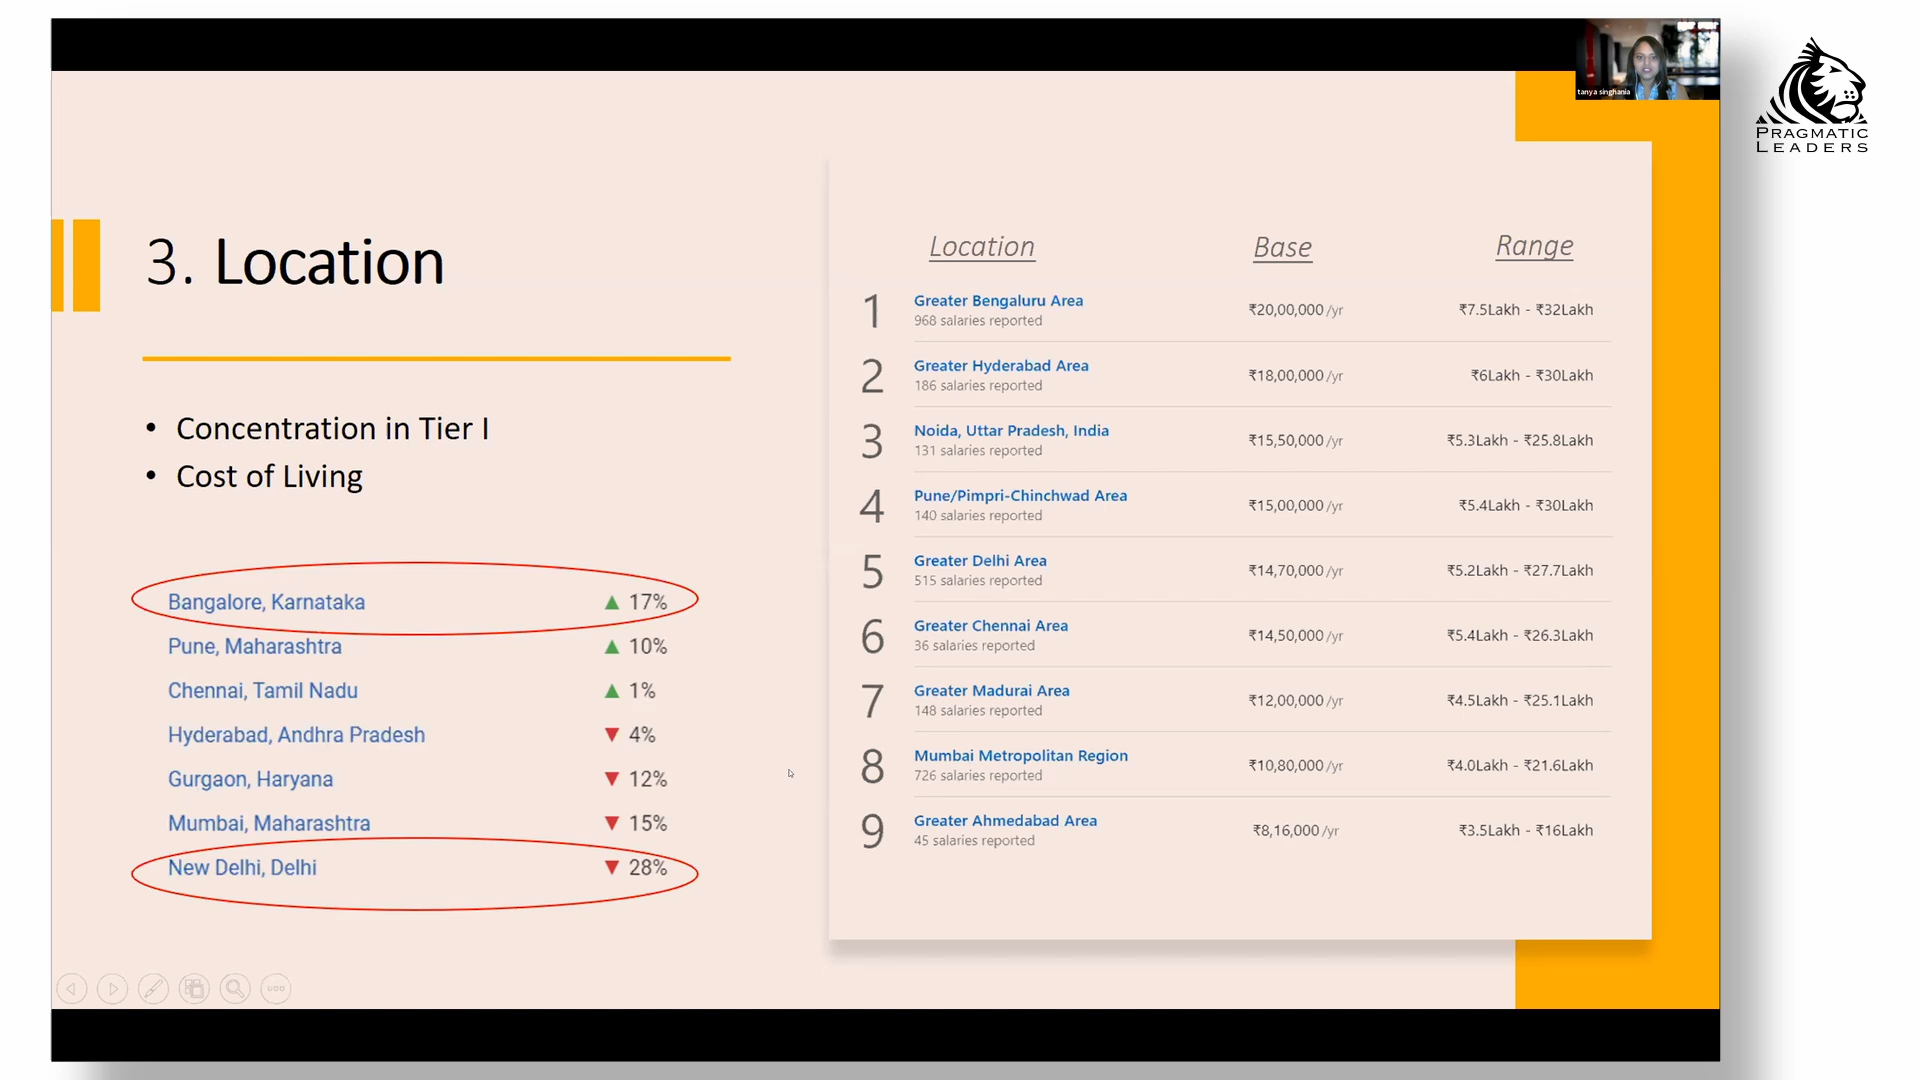 tanya singhania
PRAGMATIC
LEADERS
3. Location
• Concentration in Tier I
• Cost of Living
Bangalore, Karnataka ▲ 17%
Pune, Maharashtra ▲ 10%
Chennai, Tamil Nadu ▲ 1%
Hyderabad, Andhra Pradesh ▼ 4%
Gurgaon, Haryana ▼ 12%
Mumbai, Maharashtra ▼ 15%
New Delhi, Delhi ▼ 28%
Location Base Range
1 Greater Bengaluru Area ₹20,00,000 /yr ₹7.5Lakh - ₹32Lakh
968 salaries reported
2 Greater Hyderabad Area ₹18,00,000 /yr ₹6Lakh - ₹30Lakh
186 salaries reported
3 Noida, Uttar Pradesh, India ₹15,50,000 /yr ₹5.3Lakh - ₹25.8Lakh
131 salaries reported
4 Pune/Pimpri-Chinchwad Area ₹15,00,000 /yr ₹5.4Lakh - ₹30Lakh
140 salaries reported
5 Greater Delhi Area ₹14,70,000 /yr ₹5.2Lakh - ₹27.7Lakh
515 salaries reported
6 Greater Chennai Area ₹14,50,000 /yr ₹5.4Lakh - ₹26.3Lakh
36 salaries reported
7 Greater Madurai Area ₹12,00,000 /yr ₹4.5Lakh - ₹25.1Lakh
148 salaries reported
8 Mumbai Metropolitan Region ₹10,80,000 /yr ₹4.0Lakh - ₹21.6Lakh
726 salaries reported
9 Greater Ahmedabad Area ₹8,16,000 /yr ₹3.5Lakh - ₹16Lakh
45 salaries reported